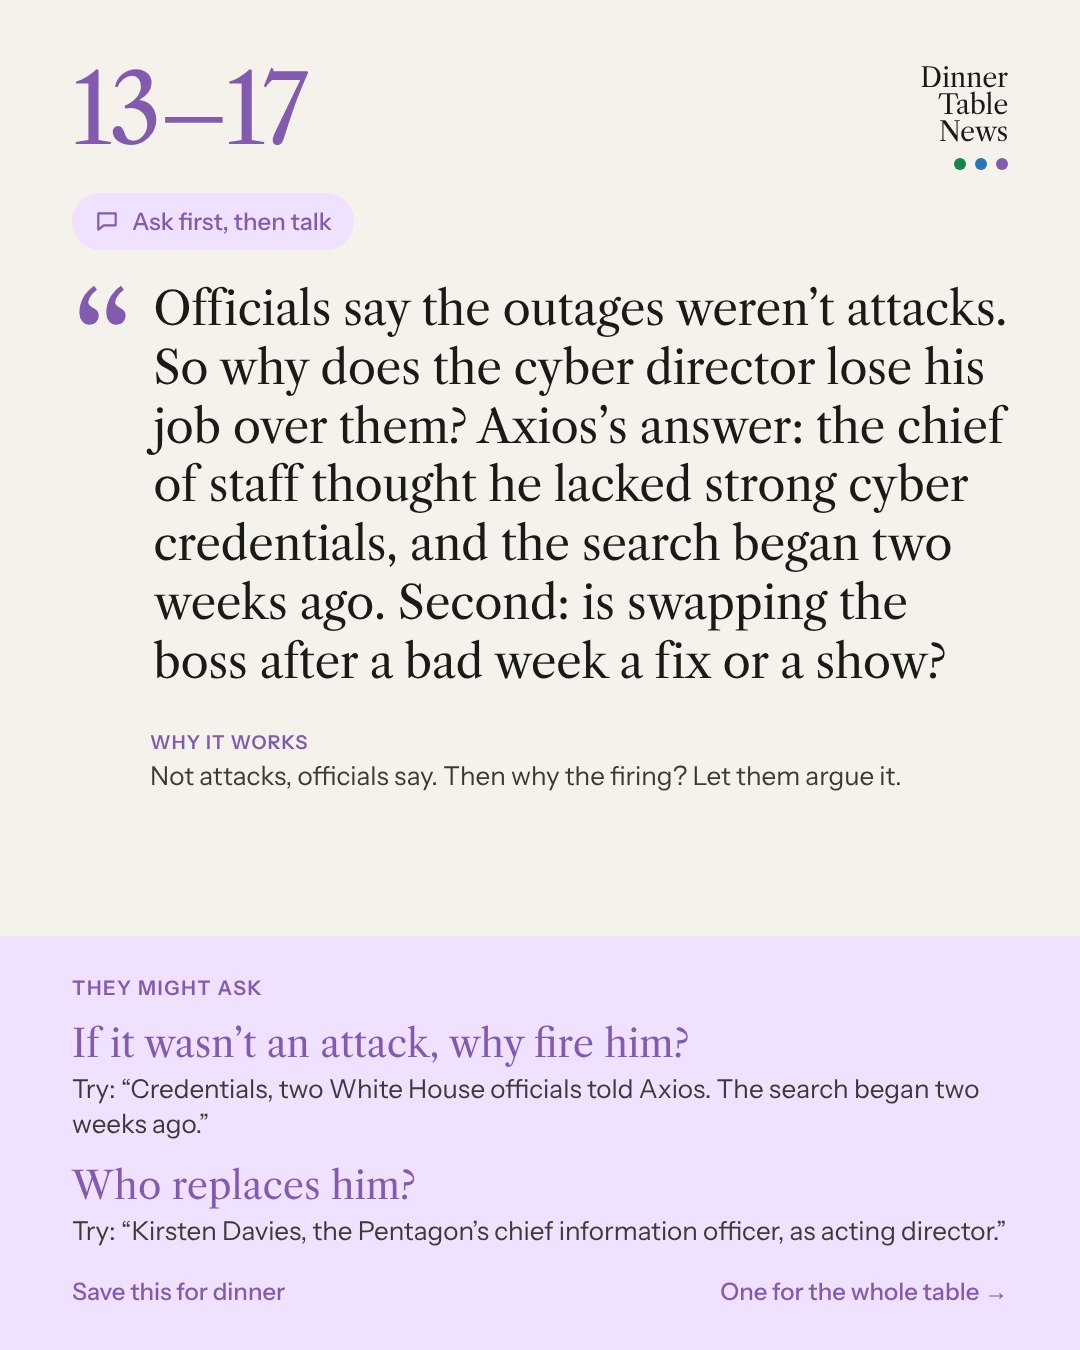 13–17
Dinner
Table
News
Ask first, then talk
“ Officials say the outages weren’t attacks.
So why does the cyber director lose his
job over them? Axios’s answer: the chief
of staff thought he lacked strong cyber
credentials, and the search began two
weeks ago. Second: is swapping the
boss after a bad week a fix or a show?
WHY IT WORKS
Not attacks, officials say. Then why the firing? Let them argue it.
THEY MIGHT ASK
If it wasn’t an attack, why fire him?
Try: “Credentials, two White House officials told Axios. The search began two
weeks ago.”
Who replaces him?
Try: “Kirsten Davies, the Pentagon’s chief information officer, as acting director.”
Save this for dinner
One for the whole table →